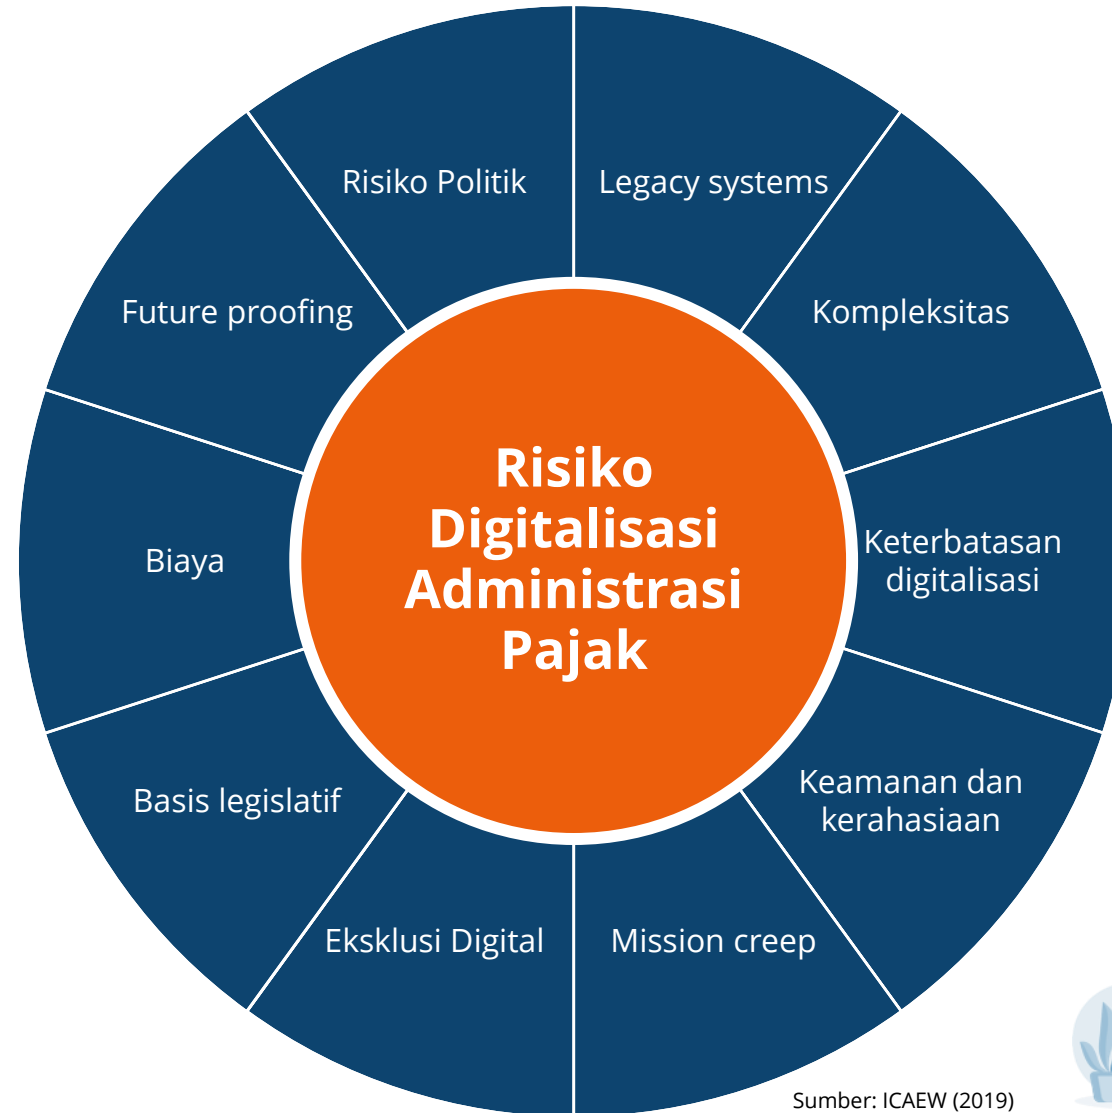 Risiko Politik
Legacy systems
Future proofing
Kompleksitas
Risiko
Digitalisasi
Administrasi
Pajak
Biaya
Keterbatasan
digitalisasi
Basis legislatif
Keamanan dan
kerahasiaan
Eksklusi Digital
Mission creep
Sumber: ICAEW (2019)